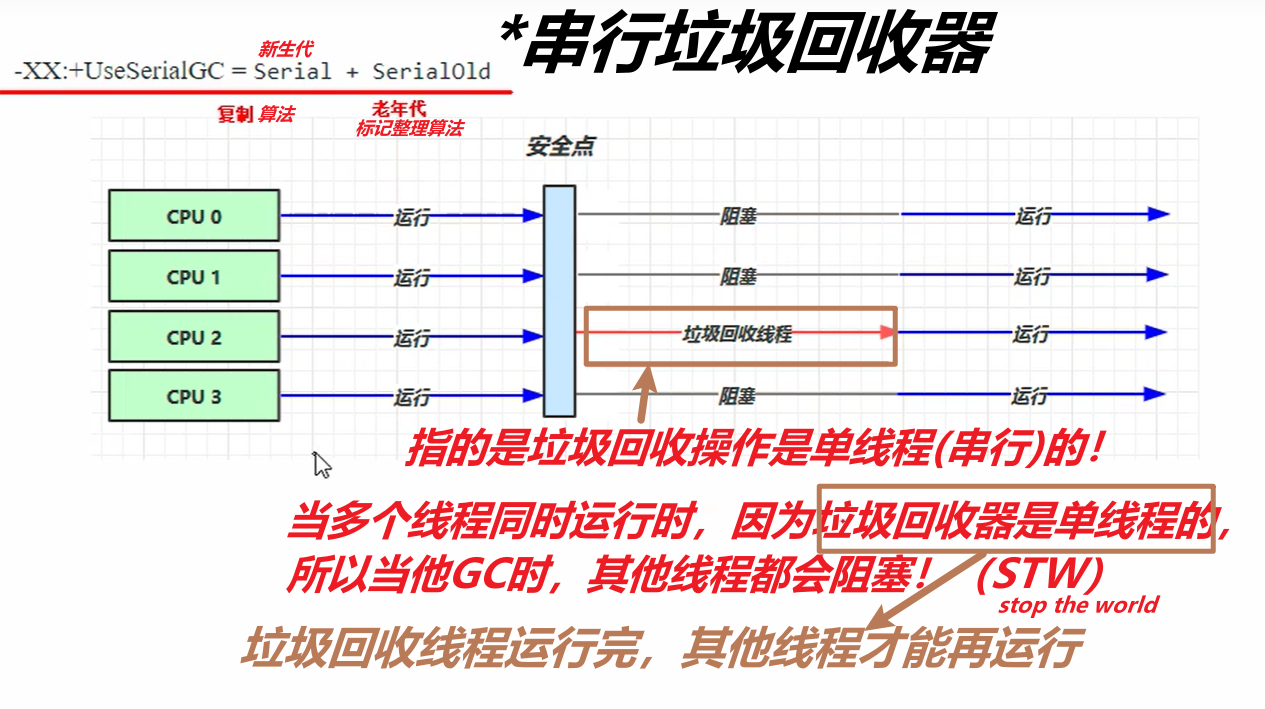 *串行垃圾回收器
新生代
-XX:+UseSerialGC = Serial + SerialOld
复制 算法
老年代
标记整理算法
安全点
CPU 0 运行 阻塞 运行
CPU 1 运行 阻塞 运行
CPU 2 运行 垃圾回收线程 运行
CPU 3 运行 阻塞 运行
指的是垃圾回收操作是单线程(串行)的！
当多个线程同时运行时，因为垃圾回收器是单线程的，
所以当他GC时，其他线程都会阻塞！（STW）
stop the world
垃圾回收线程运行完，其他线程才能再运行